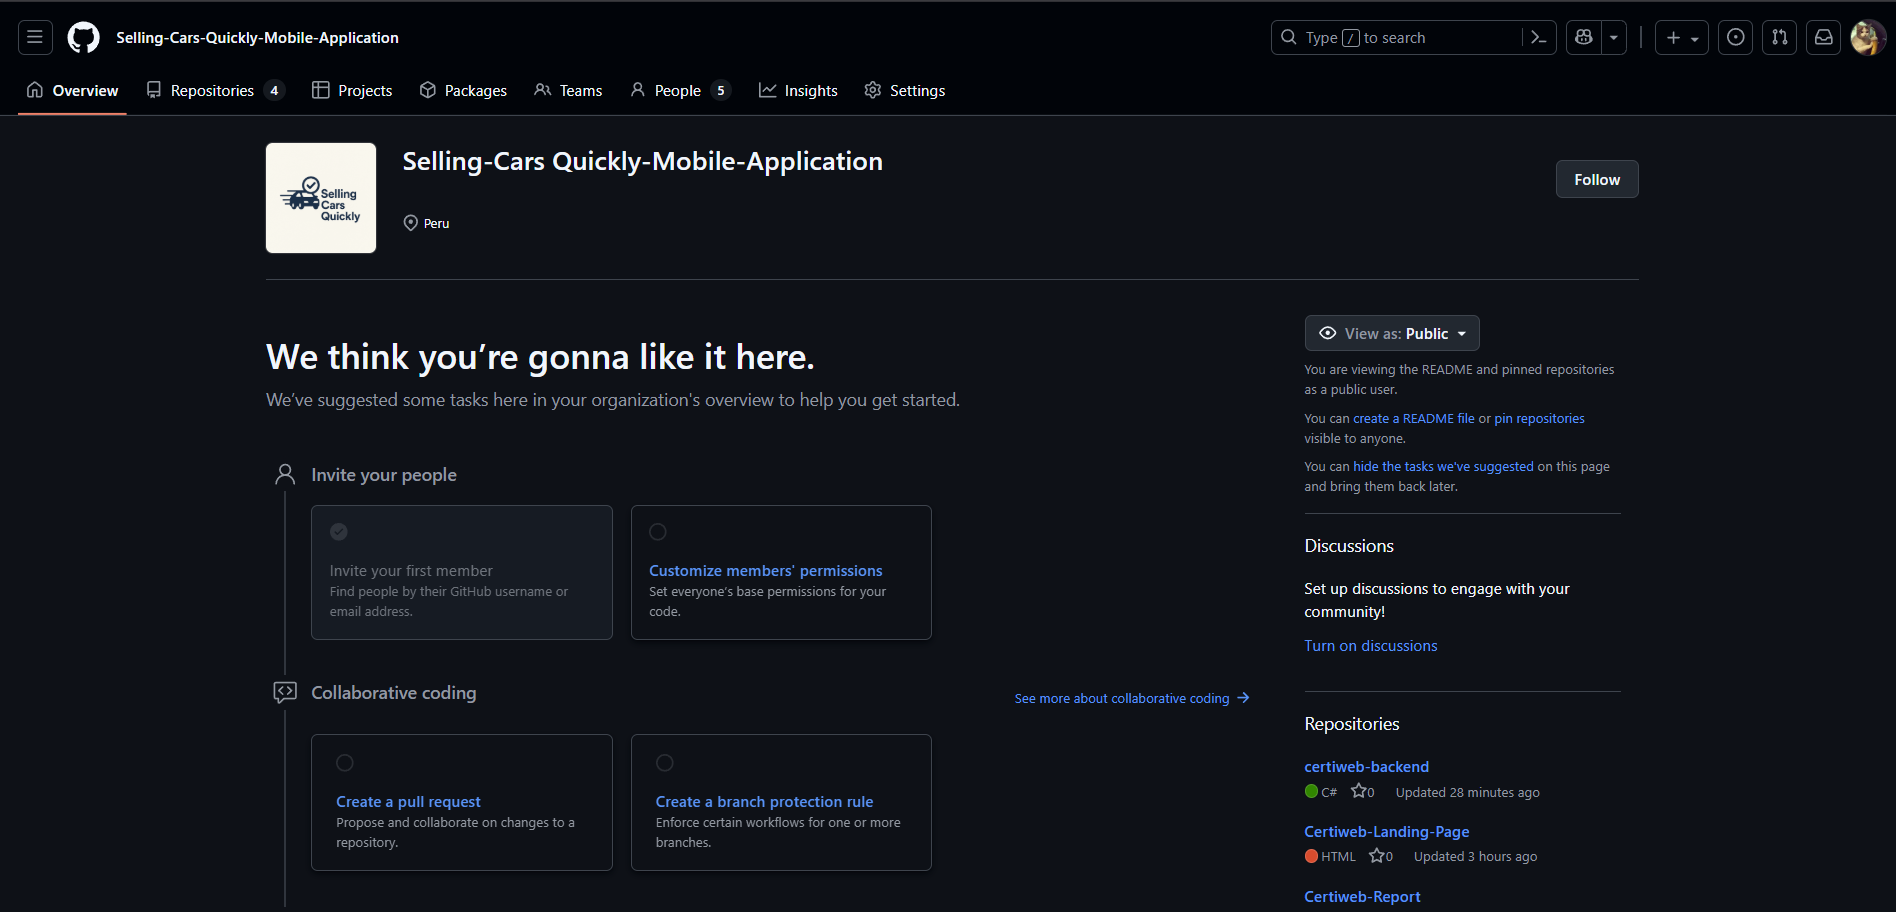 Selling-Cars-Quickly-Mobile-Application
Type / to search
Overview
Repositories 4
Projects
Packages
Teams
People 5
Insights
Settings
Selling
Cars
Quickly
Selling-Cars Quickly-Mobile-Application
Peru
Follow
We think you’re gonna like it here.
We’ve suggested some tasks here in your organization's overview to help you get started.
Invite your people
Invite your first member
Find people by their GitHub username or
email address.
Customize members' permissions
Set everyone's base permissions for your
code.
Collaborative coding
See more about collaborative coding
Create a pull request
Propose and collaborate on changes to a
repository.
Create a branch protection rule
Enforce certain workflows for one or more
branches.
View as: Public
You are viewing the README and pinned repositories
as a public user.
You can create a README file or pin repositories
visible to anyone.
You can hide the tasks we've suggested on this page
and bring them back later.
Discussions
Set up discussions to engage with your
community!
Turn on discussions
Repositories
certiweb-backend
C# 0 Updated 28 minutes ago
Certiweb-Landing-Page
HTML 0 Updated 3 hours ago
Certiweb-Report